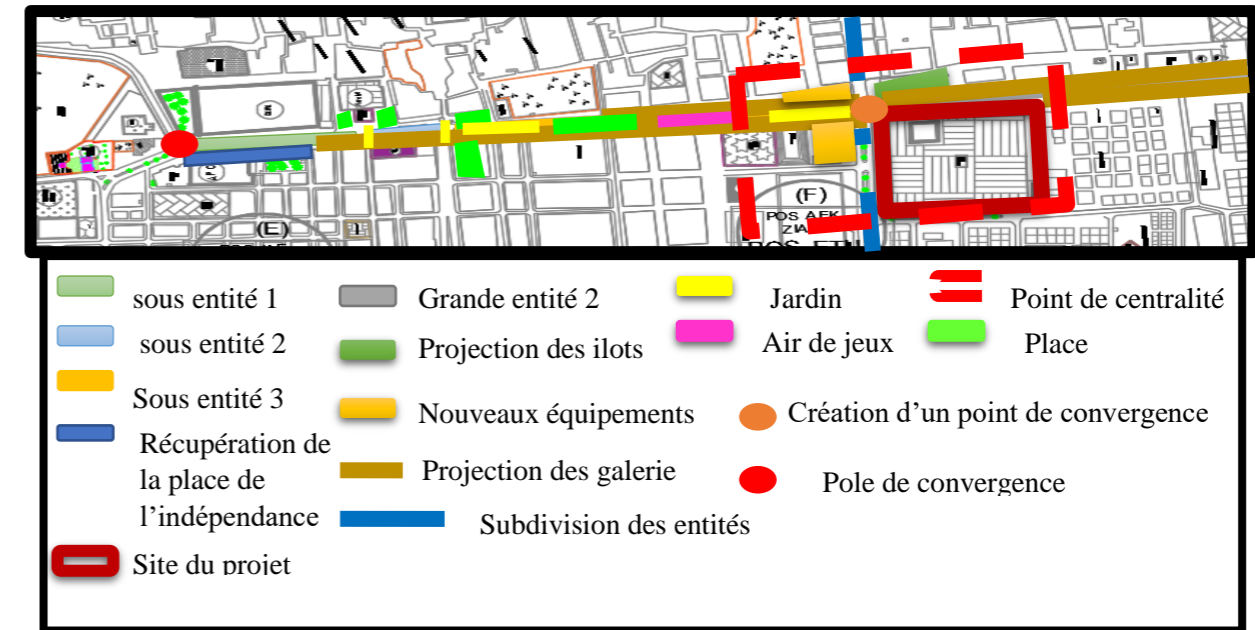 (E)
(F)
POS AEK
ZIA
sous entité 1
Grande entité 2
Jardin
Point de centralité
sous entité 2
Projection des ilots
Air de jeux
Place
Sous entité 3
Nouveaux équipements
Création d’un point de convergence
Récupération de
la place de
l’indépendance
Projection des galerie
Pole de convergence
Subdivision des entités
Site du projet